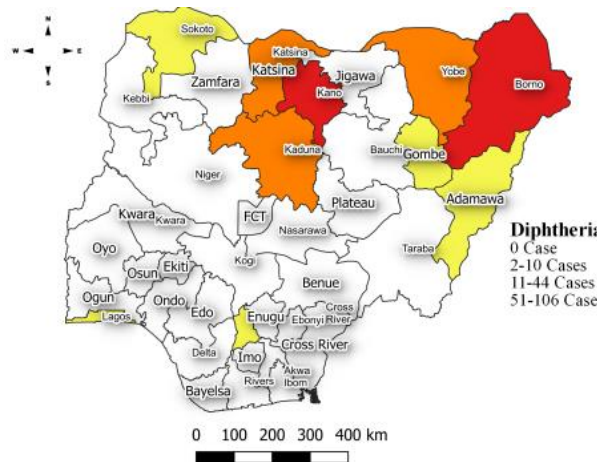 N
W E
S
Sokoto
Katsina
Zamfara
Katsina
Jigawa
Yobe
Borno
Kebbi
Kano
Kaduna
Bauchi
Gombe
Niger
Adamawa
Kwara
Kwara
FCT
Plateau
Nasarawa
Oyo
Taraba
Diphtheria
0 Case
2-10 Cases
11-44 Cases
51-106 Case
Osun
Ekiti
Kogi
Benue
Ogun
Ondo
Edo
Enugu
Ebonyi
Cross
River
Lagos
Delta
Imo
Cross River
Bayelsa
Rivers
Akwa
Ibom
0 100 200 300 400 km